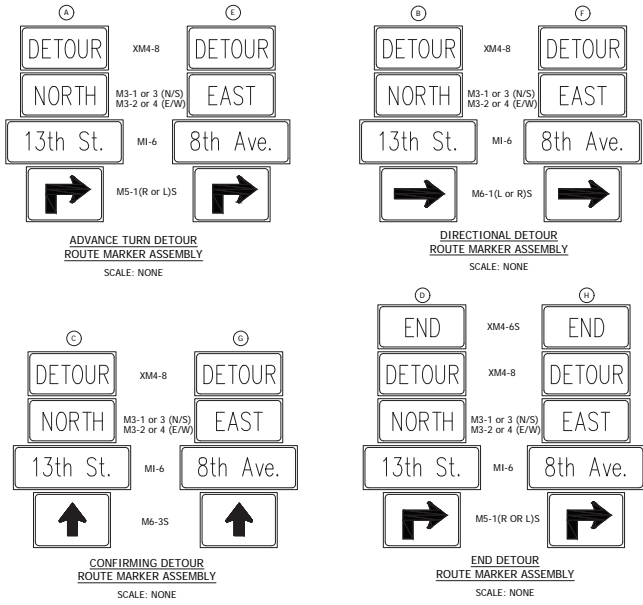 A
E
DETOUR
XM4-8
DETOUR
NORTH
M3-1 or 3 (N/S)
M3-2 or 4 (E/W)
EAST
13th St.
MI-6
8th Ave.
M5-1(R or L)S
ADVANCE TURN DETOUR
ROUTE MARKER ASSEMBLY
SCALE: NONE
B
F
DETOUR
XM4-8
DETOUR
NORTH
M3-1 or 3 (N/S)
M3-2 or 4 (E/W)
EAST
13th St.
MI-6
8th Ave.
M6-1(L or R)S
DIRECTIONAL DETOUR
ROUTE MARKER ASSEMBLY
SCALE: NONE
C
G
DETOUR
XM4-8
DETOUR
NORTH
M3-1 or 3 (N/S)
M3-2 or 4 (E/W)
EAST
13th St.
MI-6
8th Ave.
M6-3S
CONFIRMING DETOUR
ROUTE MARKER ASSEMBLY
SCALE: NONE
D
H
END
XM4-6S
END
DETOUR
XM4-8
DETOUR
NORTH
M3-1 or 3 (N/S)
M3-2 or 4 (E/W)
EAST
13th St.
MI-6
8th Ave.
M5-1(R OR L)S
END DETOUR
ROUTE MARKER ASSEMBLY
SCALE: NONE